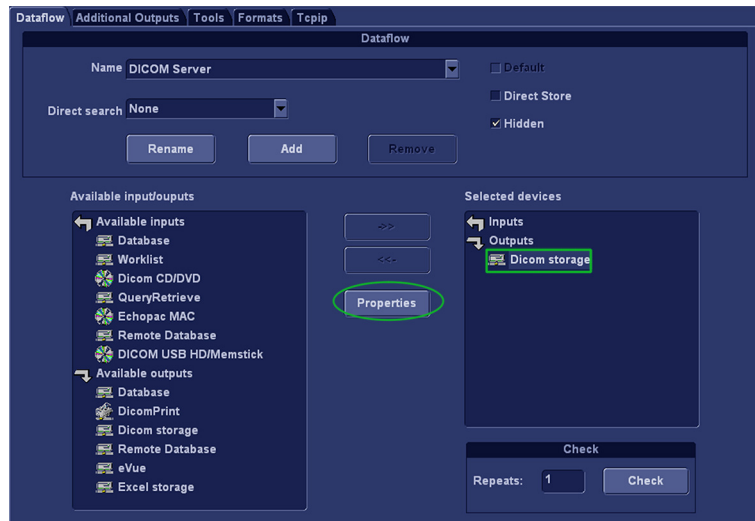 Dataflow Additional Outputs Tools Formats Tcpip
Dataflow
Name DICOM Server
Default
Direct search None
Direct Store
Hidden
Rename Add Remove
Available input/ouputs
Available inputs
Database
Worklist
Dicom CD/DVD
QueryRetrieve
Echopac MAC
Remote Database
DICOM USB HD/Memstick
Available outputs
Database
DicomPrint
Dicom storage
Remote Database
eVue
Excel storage
->>
<<-
Properties
Selected devices
Inputs
Outputs
Dicom storage
Check
Repeats: 1 Check